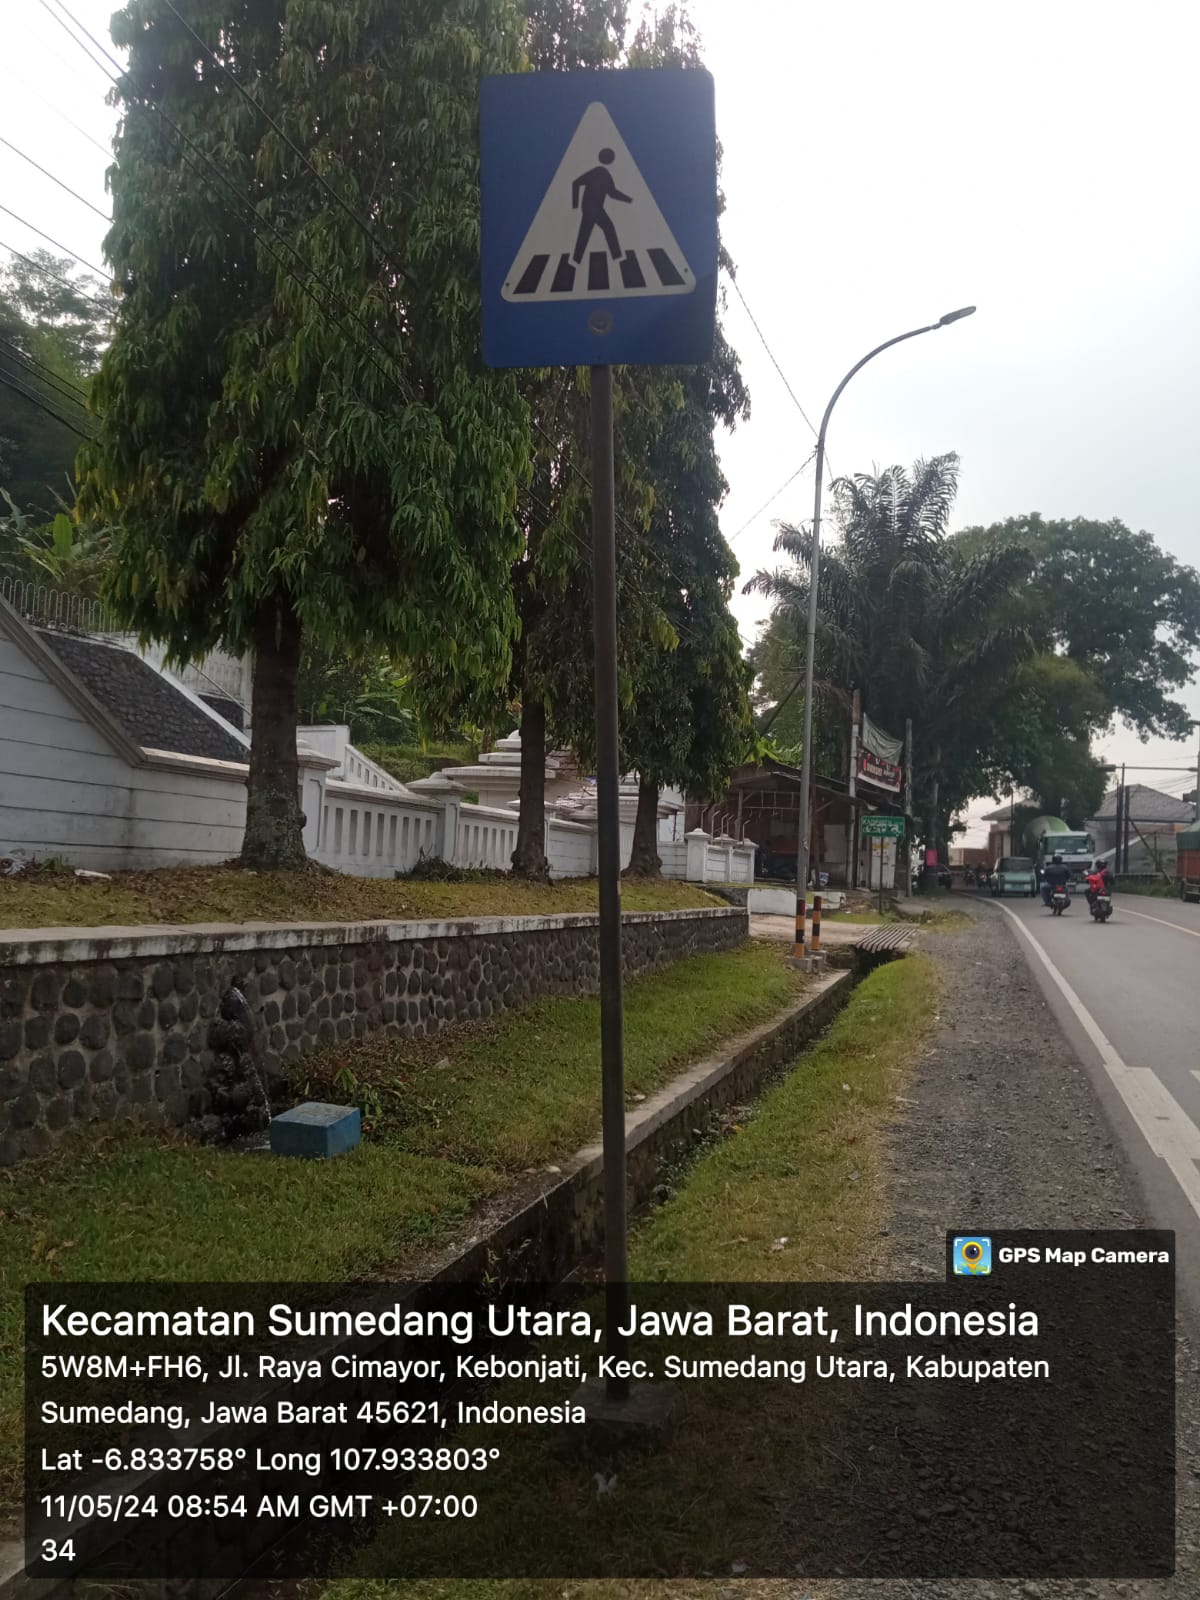 GPS Map Camera
Kecamatan Sumedang Utara, Jawa Barat, Indonesia
5W8M+FH6, Jl. Raya Cimayor, Kebonjati, Kec. Sumedang Utara, Kabupaten
Sumedang, Jawa Barat 45621, Indonesia
Lat -6.833758° Long 107.933803°
11/05/24 08:54 AM GMT +07:00
34